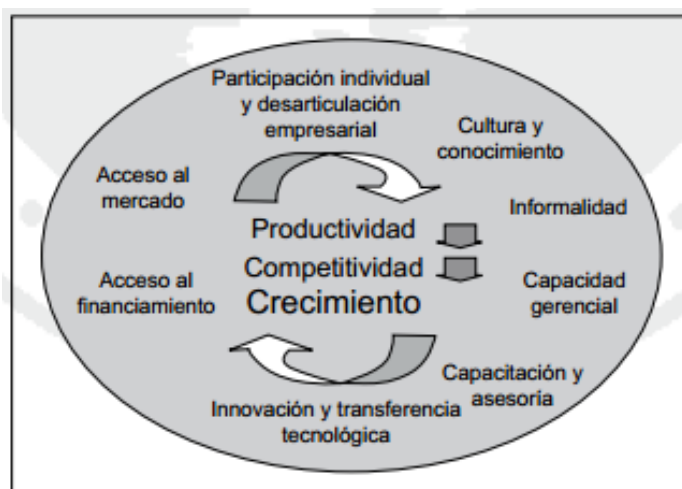 Participación individual
y desarticulación
empresarial
Cultura y
conocimiento
Acceso al
mercado
Informalidad
Productividad
Competitividad
Crecimiento
Acceso al
financiamiento
Capacidad
gerencial
Capacitación y
asesoría
Innovación y transferencia
tecnológica